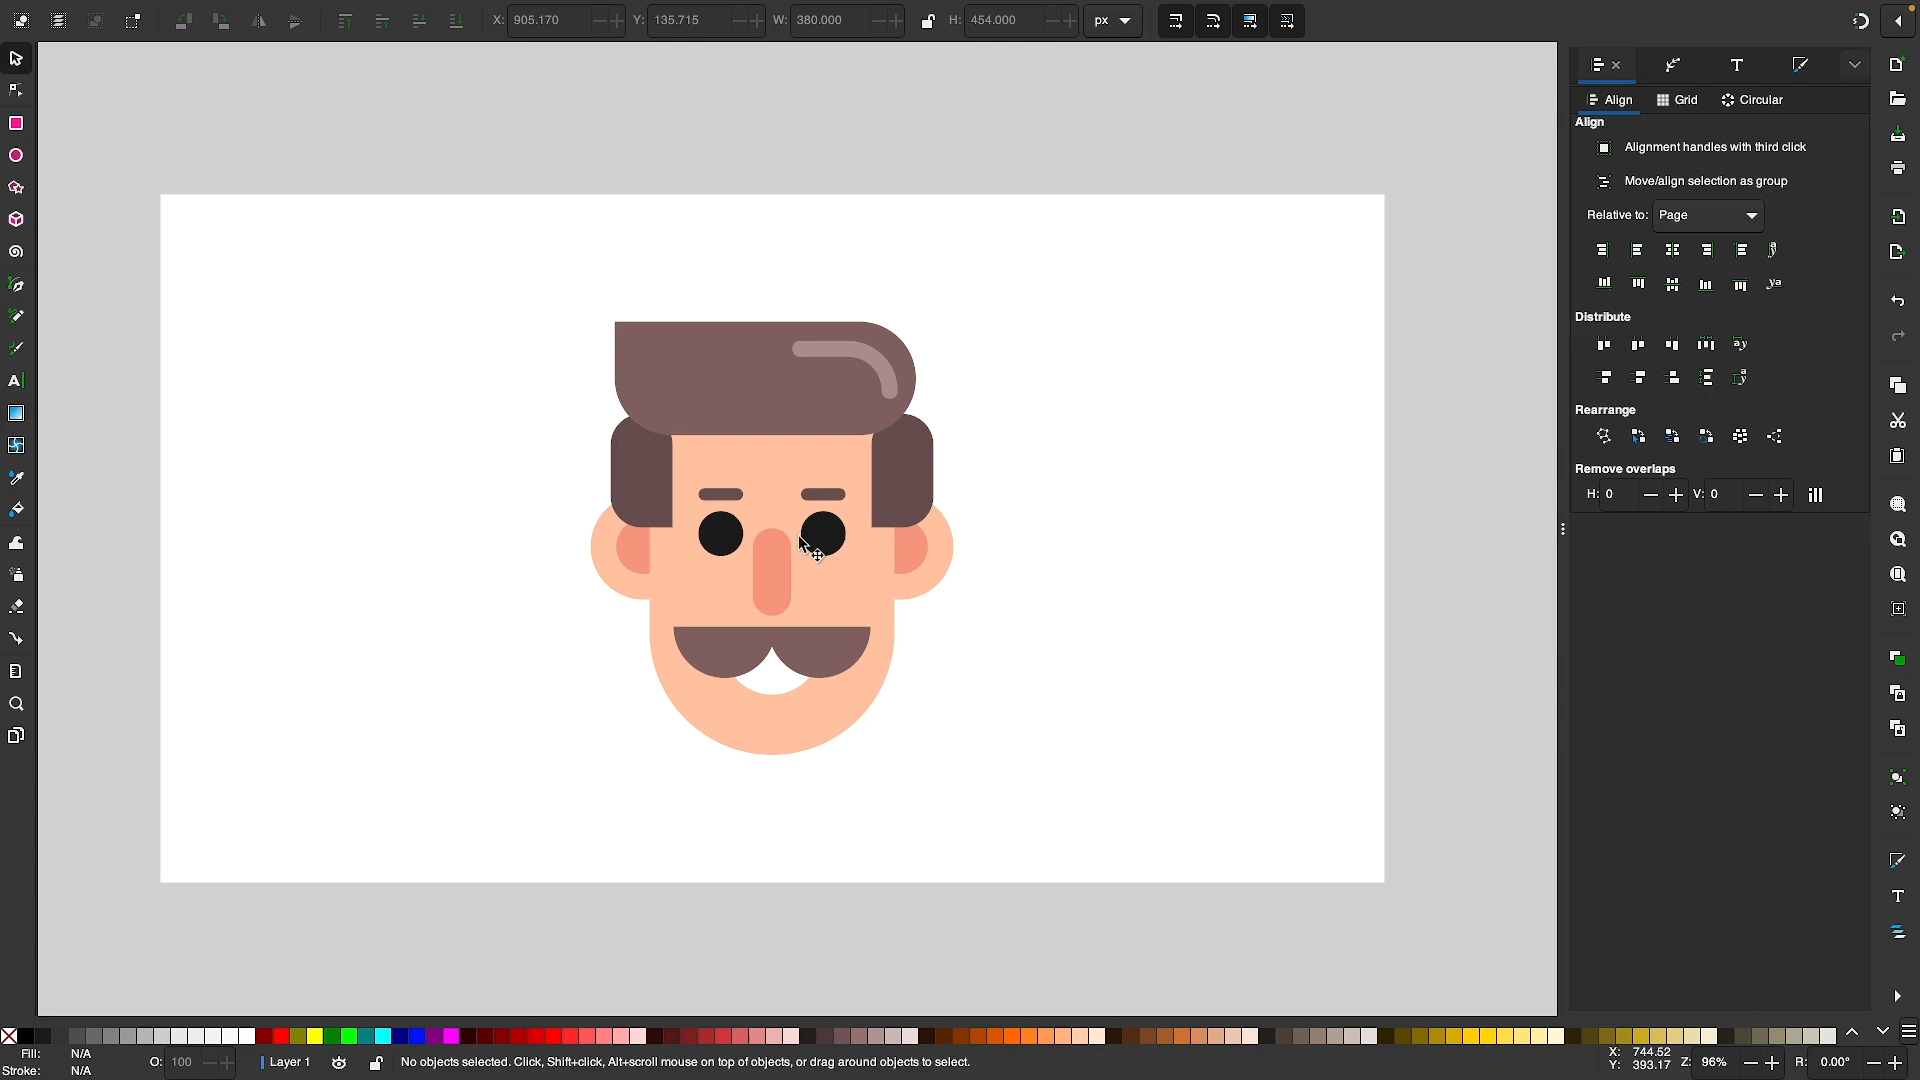 X: 905.170 Y: 135.715 W: 380.000 H: 454.000 px
Align Grid Circular
Align
Alignment handles with third click
Move/align selection as group
Relative to: Page
Distribute
Rearrange
Remove overlaps
H: 0 V: 0
Fill: N/A
Stroke: N/A
O: 100
Layer 1
No objects selected. Click, Shift+click, Alt+scroll mouse on top of objects, or drag around objects to select.
X: 744.52
Y: 393.17
Z: 96%
R: 0.00°